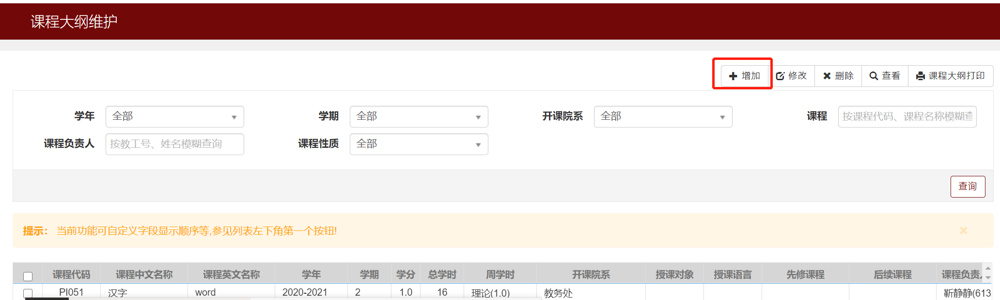 课程大纲维护
增加 修改 删除 查看 课程大纲打印
学年 全部 学期 全部 开课院系 全部 课程 按课程代码、课程名称模糊查
课程负责人 按教工号、姓名模糊查询 课程性质 全部
查询
提示： 当前功能可自定义字段显示顺序等,参见列表左下角第一个按钮!
课程代码 课程中文名称 课程英文名称 学年 学期 学分 总学时 周学时 开课院系 授课对象 授课语言 先修课程 后续课程 课程负责人
PI051 汉字 word 2020-2021 2 1.0 16 理论(1.0) 教务处 靳静静(613